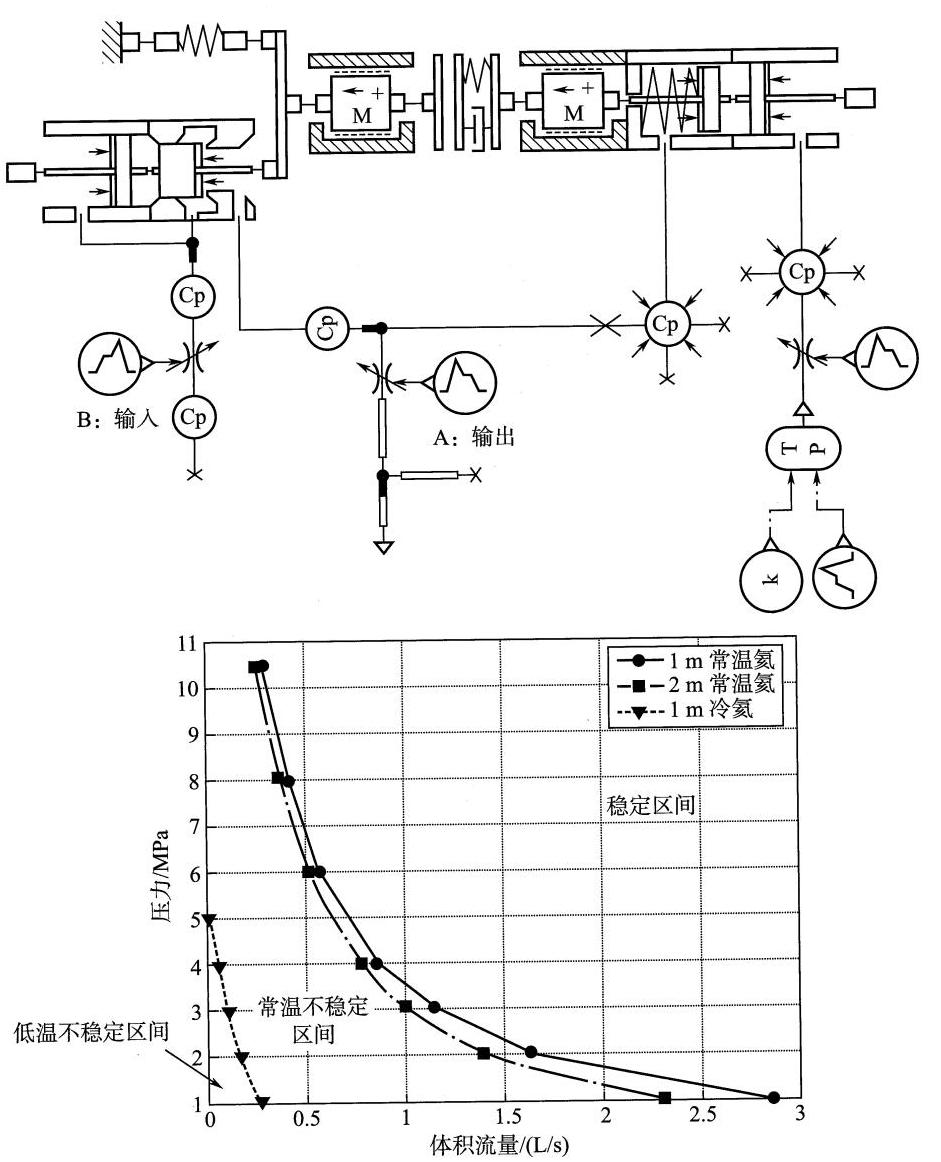 +
M
+
M
Cp
Cp
Cp
Cp
Cp
B：输入
A：输出
T
P
k
11
10
9
8
7
6
5
4
3
2
1
压力/MPa
1 m 常温氦
2 m 常温氦
1 m 冷氦
稳定区间
常温不稳定
区间
低温不稳定区间
0
0.5
1
1.5
2
2.5
3
体积流量/(L/s)